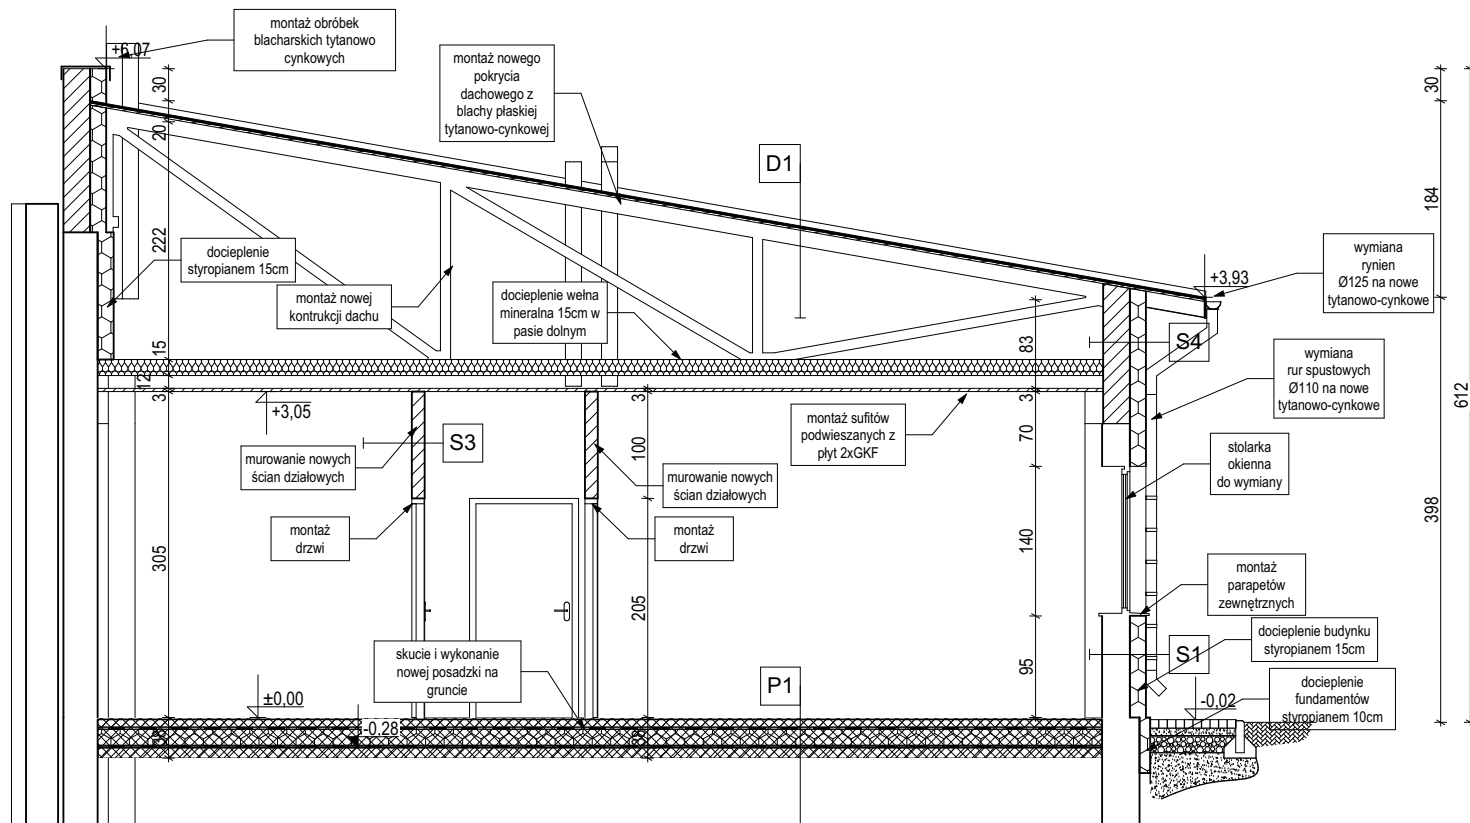 montaż obróbek
blacharskich tytanowo
cynkowych
+6,07
montaż nowego
pokrycia
dachowego z
blachy płaskiej
tytanowo-cynkowej
D1
30
20
222
15
12
3
305
38
30
184
398
612
docieplenie
styropianem 15cm
montaż nowej
kontrukcji dachu
docieplenie wełna
mineralna 15cm w
pasie dolnym
+3,93
wymiana
rynien
Ø125 na nowe
tytanowo-cynkowe
S4
wymiana
rur spustowych
Ø110 na nowe
tytanowo-cynkowe
83
3
70
140
95
+3,05
S3
murowanie nowych
ścian działowych
3
100
205
38
murowanie nowych
ścian działowych
montaż sufitów
podwieszanych z
płyt 2xGKF
stolarka
okienna
do wymiany
montaż
drzwi
montaż
drzwi
montaż
parapetów
zewnętrznych
skucie i wykonanie
nowej posadzki na
gruncie
S1
docieplenie budynku
styropianem 15cm
±0,00
-0,28
P1
-0,02
docieplenie
fundamentów
styropianem 10cm